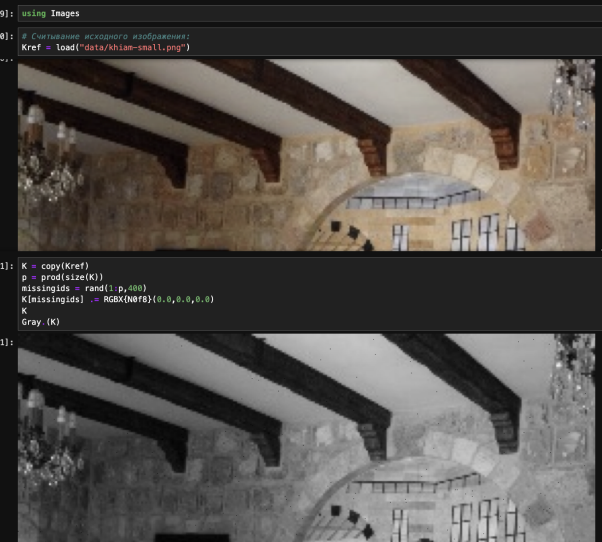 9]:
using Images
0]:
# Считывание исходного изображения:
Kref = load("data/khiam-small.png")
1]:
K = copy(Kref)
p = prod(size(K))
missingids = rand(1:p,400)
K[missingids] .= RGBX{N0f8}(0.0,0.0,0.0)
K
Gray.(K)
1]: